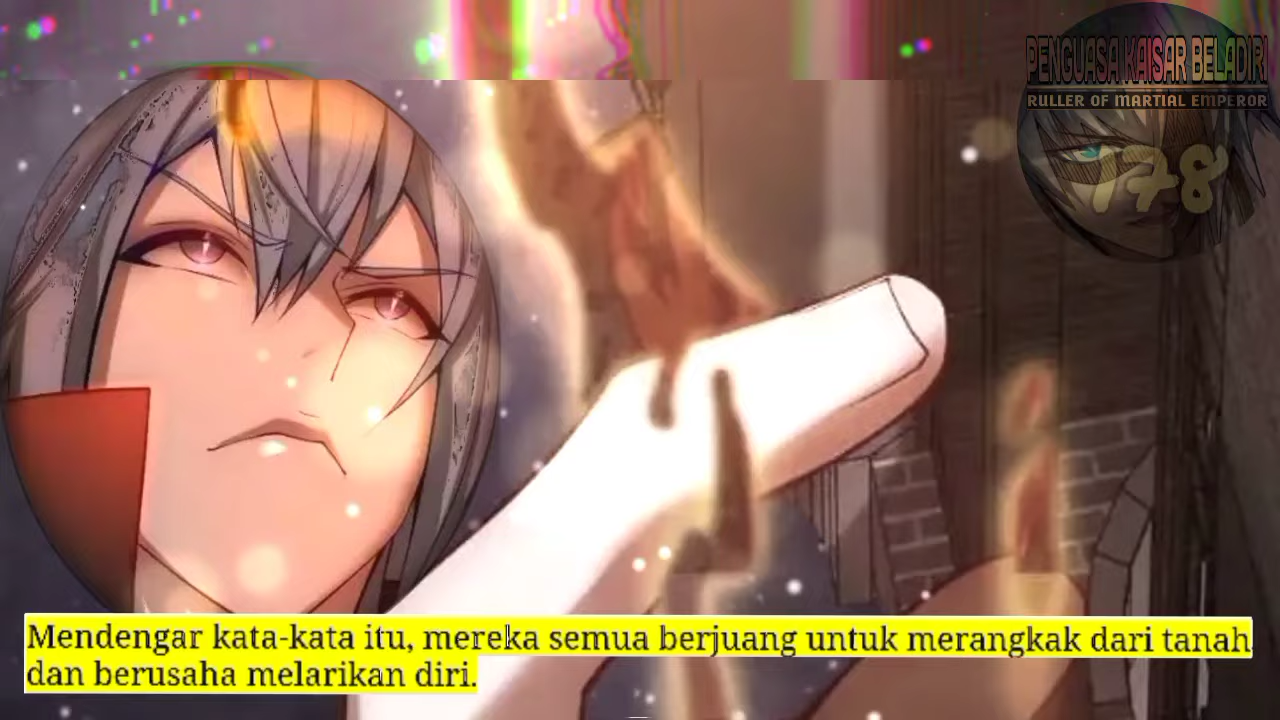 PENGUASA KAISAR BELADIRI
RULLER OF MARTIAL EMPEROR
178
Mendengar kata-kata itu, mereka semua berjuang untuk merangkak dari tanah
dan berusaha melarikan diri.